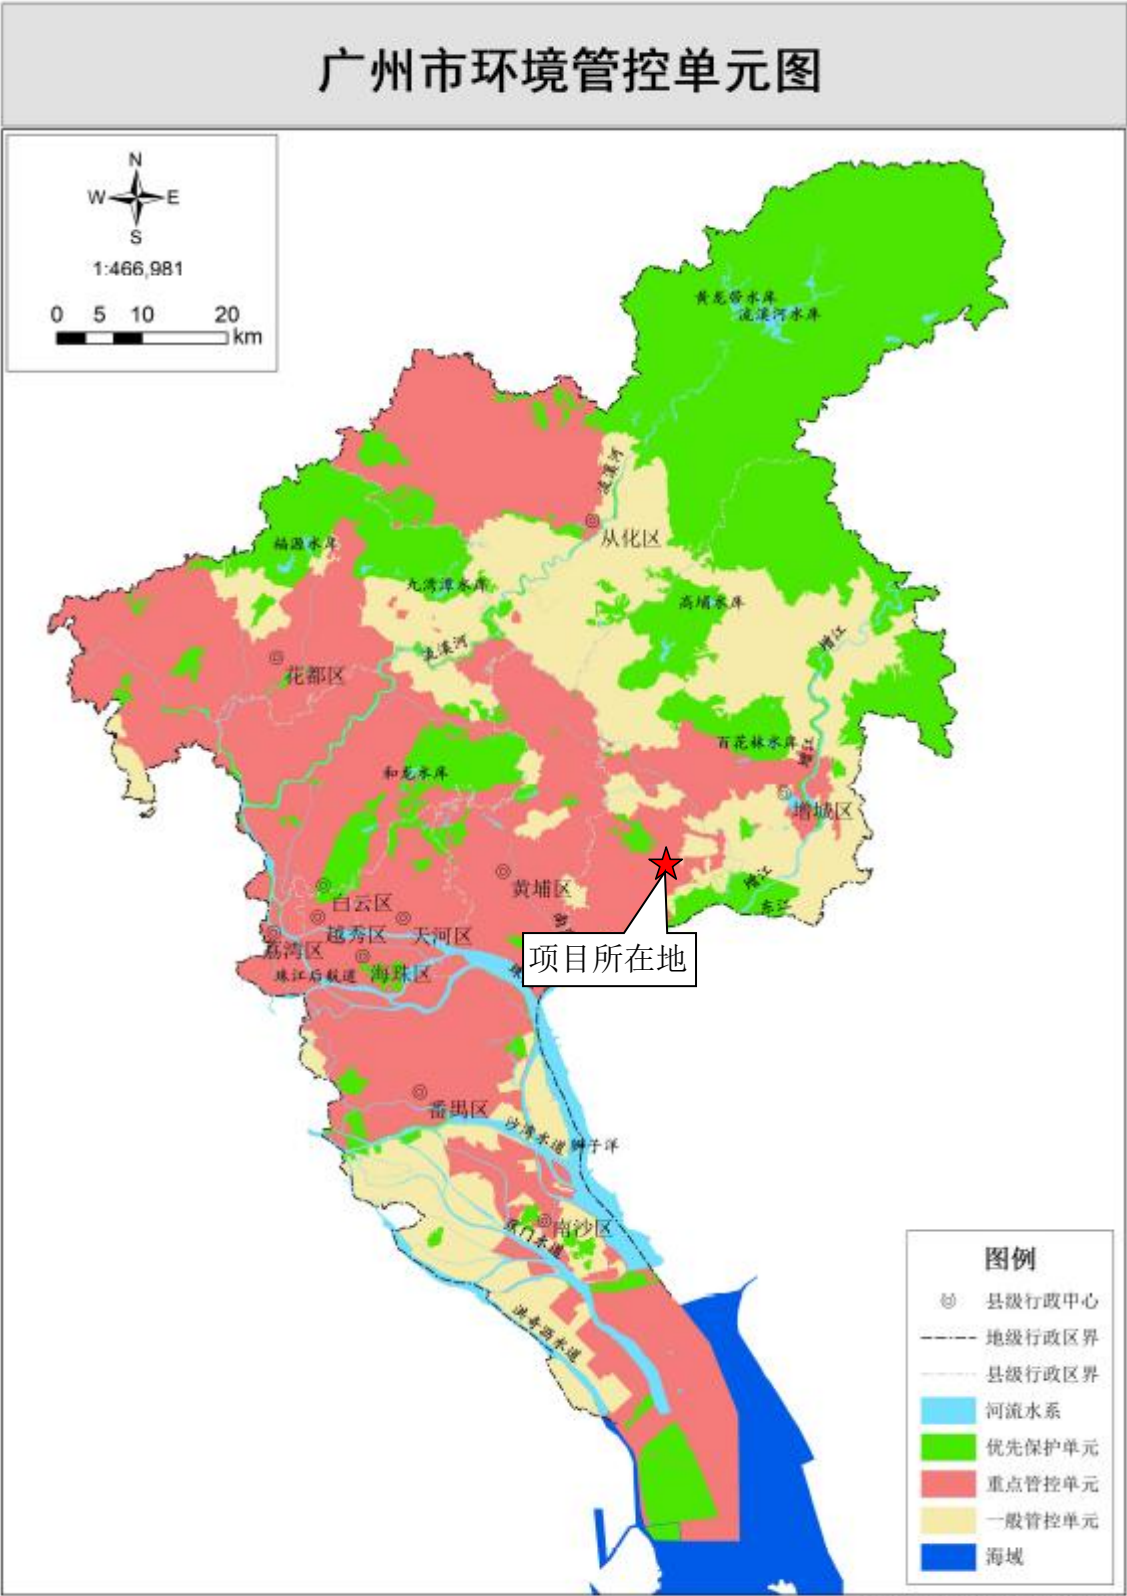 广州市环境管控单元图
N
W E
S
1:466,981
0 5 10 20
km
黄龙带水库
流溪河水库
流溪河
从化区
福源水库
九湾潭水库
高埔水库
增江
流溪河
花都区
百花林水库
增江
和龙水库
增城区
黄埔区
增江
白云区
东江
越秀区
天河区
荔湾区
海珠区
珠江后航道
项目所在地
番禺区
沙湾水道
狮子洋
南沙区
蕉门水道
洪奇沥水道
图例
县级行政中心
地级行政区界
县级行政区界
河流水系
优先保护单元
重点管控单元
一般管控单元
海域